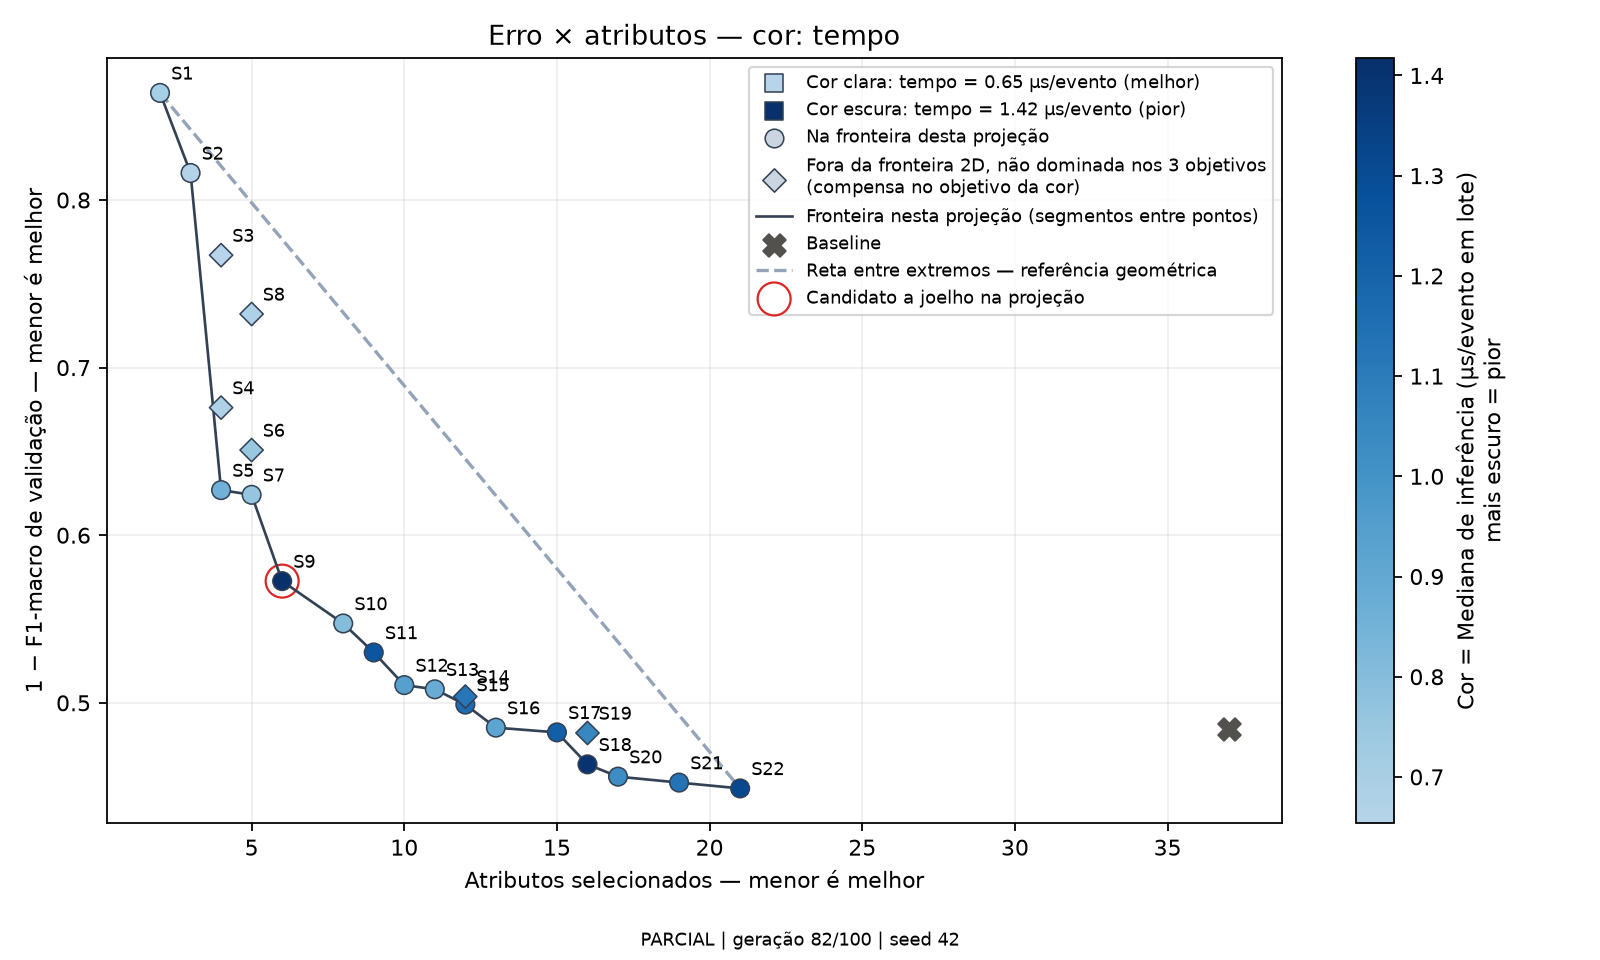 Erro × atributos — cor: tempo
Cor clara: tempo = 0.65 µs/evento (melhor)
Cor escura: tempo = 1.42 µs/evento (pior)
Na fronteira desta projeção
Fora da fronteira 2D, não dominada nos 3 objetivos
(compensa no objetivo da cor)
Fronteira nesta projeção (segmentos entre pontos)
Baseline
Reta entre extremos — referência geométrica
Candidato a joelho na projeção
1 − F1-macro de validação — menor é melhor
0.8
0.7
0.6
0.5
S1
S2
S3
S8
S4
S6
S5
S7
S9
S10
S11
S12
S13
S14
S15
S16
S17
S19
S18
S20
S21
S22
5
10
15
20
25
30
35
Atributos selecionados — menor é melhor
1.4
1.3
1.2
1.1
1.0
0.9
0.8
0.7
Cor = Mediana de inferência (µs/evento em lote)
mais escuro = pior
PARCIAL | geração 82/100 | seed 42